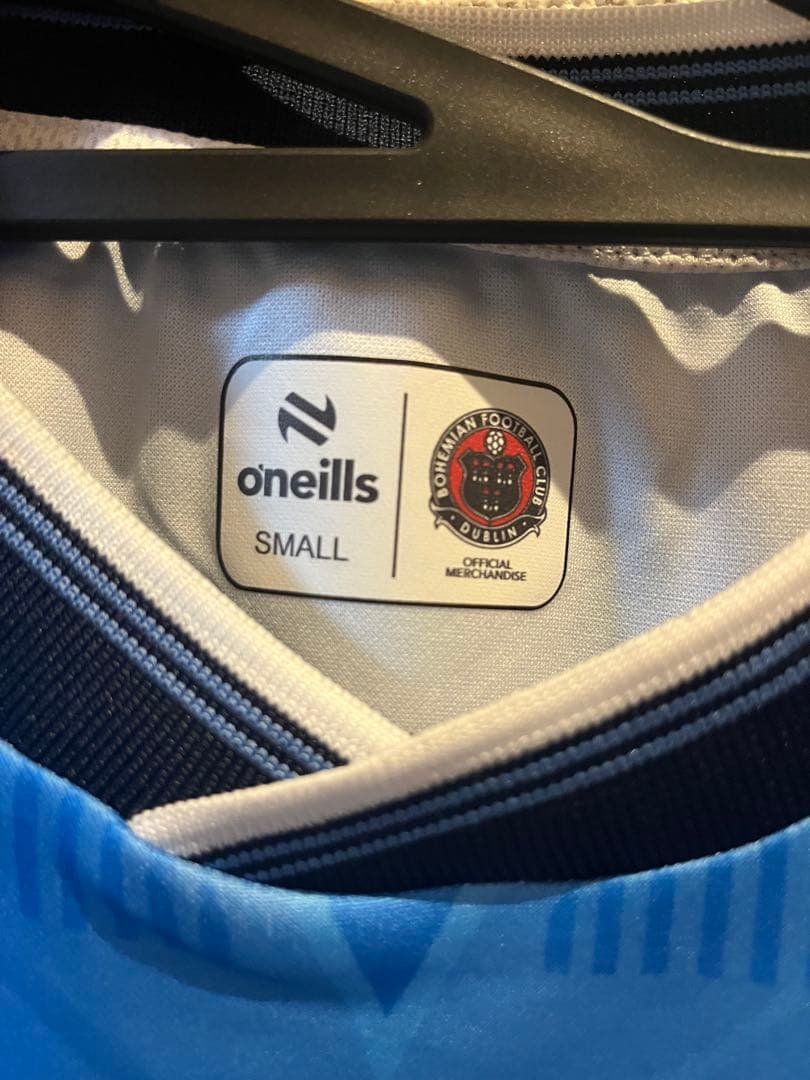 o'neills
SMALL
BOHEMIAN FOOTBALL CLUB
DUBLIN
OFFICIAL
MERCHANDISE